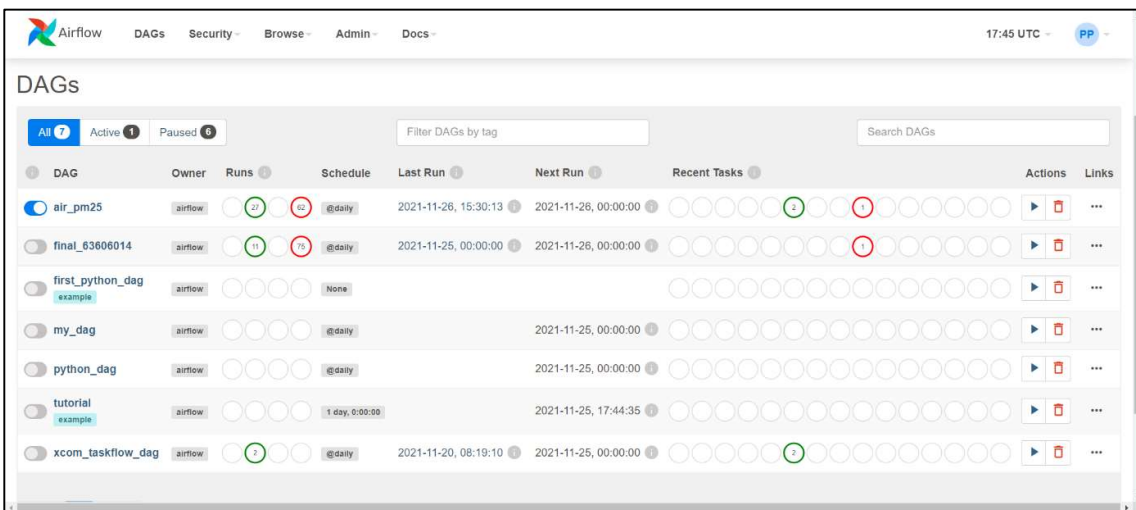 Airflow DAGs Security Browse Admin Docs 17:45 UTC PP
DAGs
All 7 Active 1 Paused 6 Filter DAGs by tag Search DAGs
DAG Owner Runs Schedule Last Run Next Run Recent Tasks Actions Links
air_pm25 airflow 27 62 @daily 2021-11-26, 15:30:13 2021-11-26, 00:00:00 2 1
final_63606014 airflow 11 75 @daily 2021-11-25, 00:00:00 2021-11-26, 00:00:00 1
first_python_dag airflow None
example
my_dag airflow @daily 2021-11-25, 00:00:00
python_dag airflow @daily 2021-11-25, 00:00:00
tutorial airflow 1 day, 0:00:00 2021-11-25, 17:44:35
example
xcom_taskflow_dag airflow 2 @daily 2021-11-20, 08:19:10 2021-11-25, 00:00:00 2